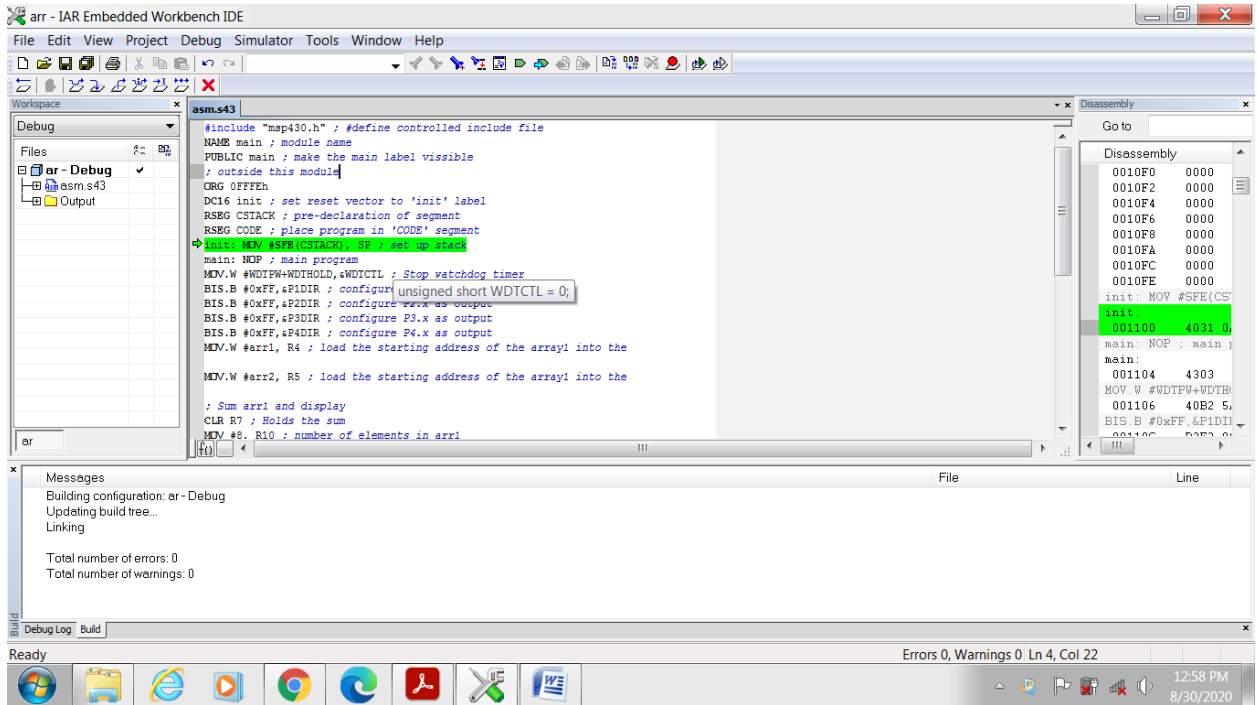 arr - IAR Embedded Workbench IDE
File Edit View Project Debug Simulator Tools Window Help
Workspace
asm.s43
Disassembly
Debug
Go to
Files
Disassembly
ar - Debug
asm.s43
Output
#include "msp430.h" ; #define controlled include file
NAME main ; module name
PUBLIC main ; make the main label vissible
; outside this module
ORG 0FFFEh
DC16 init ; set reset vector to 'init' label
RSEG CSTACK ; pre-declaration of segment
RSEG CODE ; place program in 'CODE' segment
init: MOV #SFE(CSTACK), SP ; set up stack
main: NOP ; main program
MOV.W #WDTPW+WDTHOLD,&WDTCTL ; Stop watchdog timer
BIS.B #0xFF,&P1DIR ; configure
unsigned short WDTCTL = 0;
BIS.B #0xFF,&P2DIR ; configure P2.x as output
BIS.B #0xFF,&P3DIR ; configure P3.x as output
BIS.B #0xFF,&P4DIR ; configure P4.x as output
MOV.W #arr1, R4 ; load the starting address of the array1 into the
MOV.W #arr2, R5 ; load the starting address of the array1 into the
; Sum arr1 and display
CLR R7 ; Holds the sum
MOV #8, R10 ; number of elements in arr1
0010F0 0000
0010F2 0000
0010F4 0000
0010F6 0000
0010F8 0000
0010FA 0000
0010FC 0000
0010FE 0000
init: MOV #SFE(CS
init:
001100 4031 0
main: NOP ; main
main:
001104 4303
MOV.W #WDTPW+WDTH
001106 40B2 5
BIS.B #0xFF,&P1DI
ar
Messages
File
Line
Building configuration: ar - Debug
Updating build tree...
Linking
Total number of errors: 0
Total number of warnings: 0
Build
Debug Log
Build
Ready
Errors 0, Warnings 0
Ln 4, Col 22
12:58 PM
8/30/2020